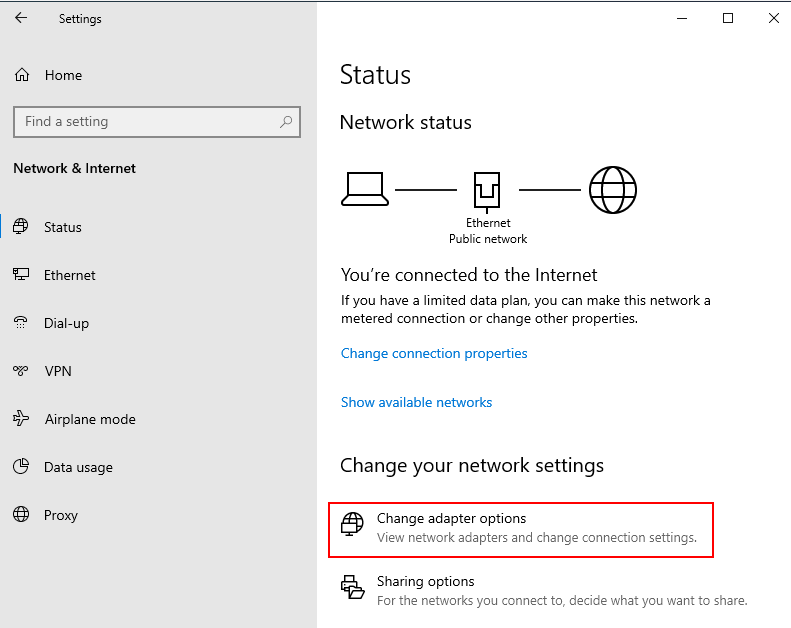 Settings
Home
Find a setting
Network & Internet
Status
Ethernet
Dial-up
VPN
Airplane mode
Data usage
Proxy
Status
Network status
Ethernet
Public network
You're connected to the Internet
If you have a limited data plan, you can make this network a
metered connection or change other properties.
Change connection properties
Show available networks
Change your network settings
Change adapter options
View network adapters and change connection settings.
Sharing options
For the networks you connect to, decide what you want to share.